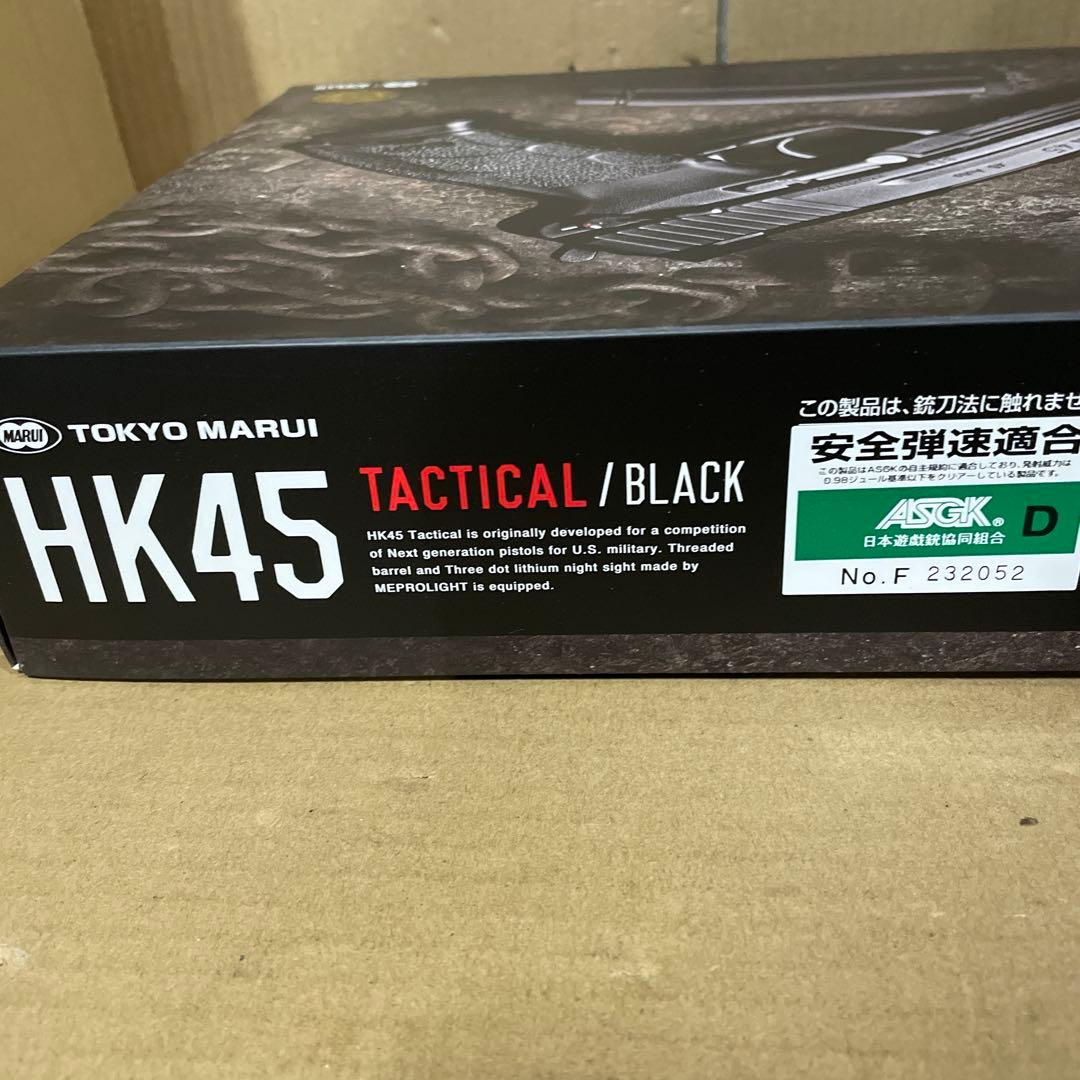 MARUI TOKYO MARUI
HK45 TACTICAL / BLACK
HK45 Tactical is originally developed for a competition
of Next generation pistols for U.S. military. Threaded
barrel and Three dot lithium night sight made by
MEPROLIGHT is equipped.
この製品は、銃刀法に触れませ
安全弾速適合
この製品はASGKの自主規約に適合しており、発射威力は
0.98ジュール基準以下をクリアーしている製品です。
ASGK® D
日本遊戯銃協同組合
No.F 232052